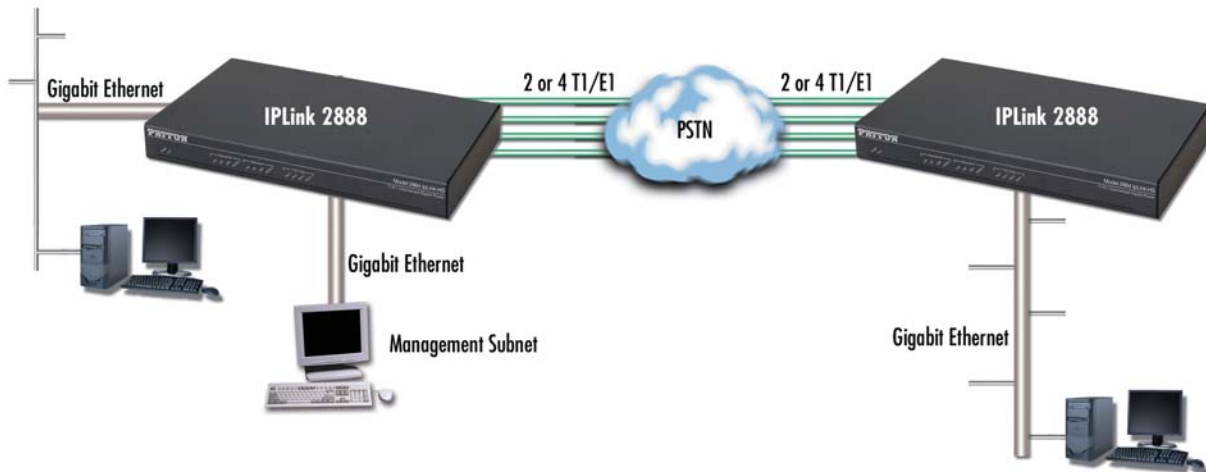 Gigabit Ethernet
IPLink 2888
2 or 4 T1/E1
PSTN
2 or 4 T1/E1
IPLink 2888
PATTON
Gigabit Ethernet
Management Subnet
Gigabit Ethernet